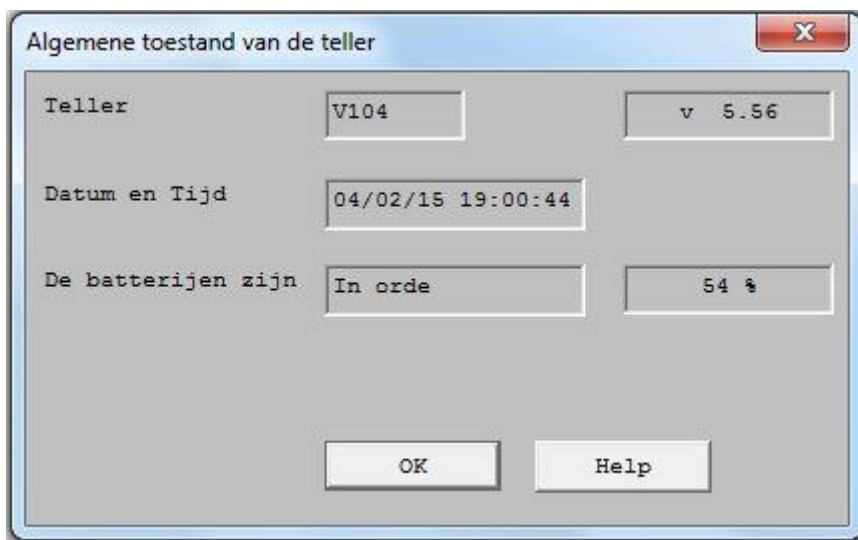 Algemene toestand van de teller
Teller V104 v 5.56
Datum en Tijd 04/02/15 19:00:44
De batterijen zijn In orde 54 %
OK Help